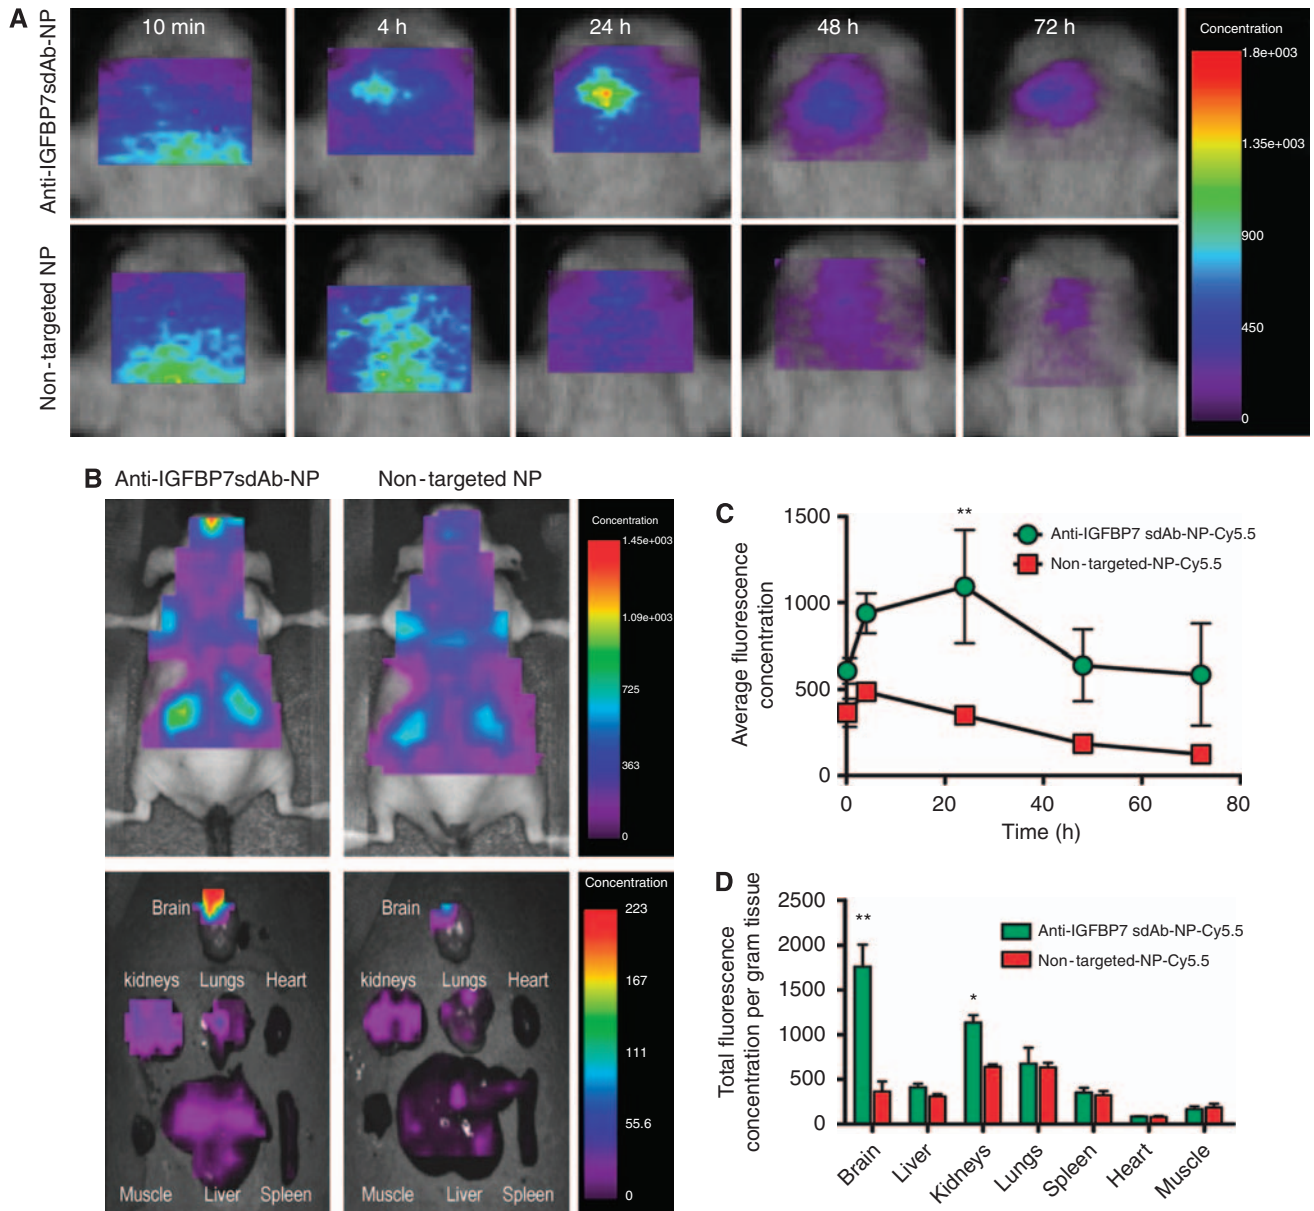 A
10 min
4 h
24 h
48 h
72 h
Anti-IGFBP7sdAb-NP
Non-targeted NP
Concentration
1.8e+003
1.35e+003
900
450
0
B
Anti-IGFBP7sdAb-NP
Non-targeted NP
Concentration
1.45e+003
1.09e+003
725
363
0
Brain
kidneys
Lungs
Heart
Muscle
Liver
Spleen
Brain
kidneys
Lungs
Heart
Muscle
Liver
Spleen
Concentration
223
167
111
55.6
0
C
Average fluorescence
concentration
1500
1000
500
0
**
Anti-IGFBP7 sdAb-NP-Cy5.5
Non-targeted-NP-Cy5.5
0
20
40
60
80
Time (h)
D
Total fluorescence
concentration per gram tissue
2500
2000
1500
1000
500
0
**
*
Anti-IGFBP7 sdAb-NP-Cy5.5
Non-targeted-NP-Cy5.5
Brain
Liver
Kidneys
Lungs
Spleen
Heart
Muscle